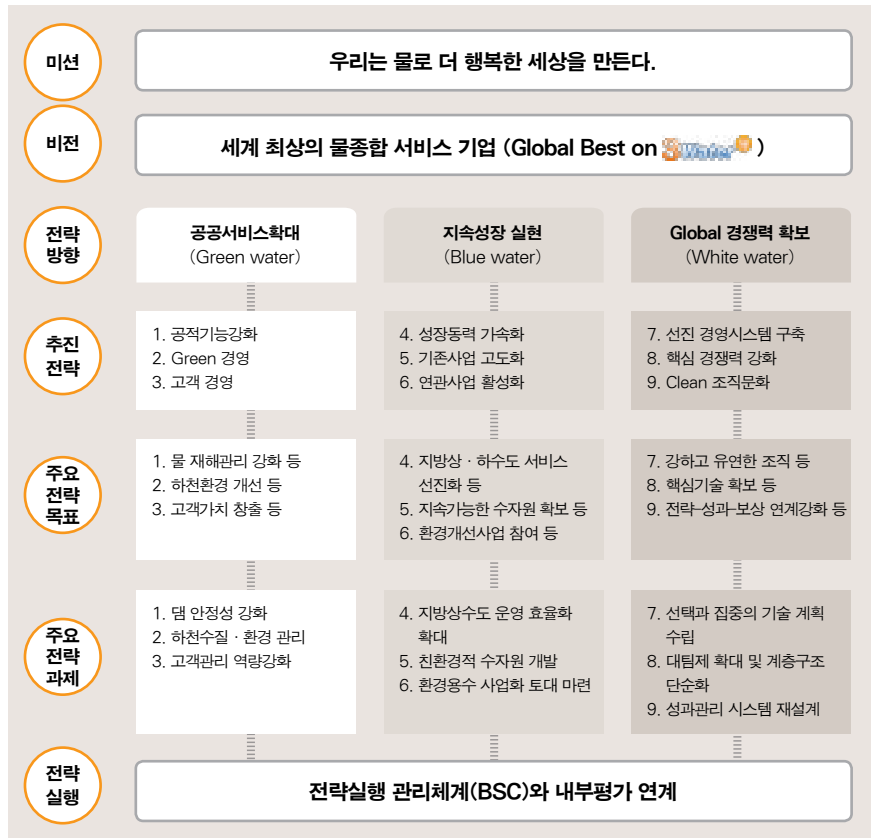 미션
우리는 물로 더 행복한 세상을 만든다.
비전
세계 최상의 물종합 서비스 기업 (Global Best on )
전략
방향
공공서비스확대
(Green water)
지속성장 실현
(Blue water)
Global 경쟁력 확보
(White water)
추진
전략
1. 공적기능강화
2. Green 경영
3. 고객 경영
4. 성장동력 가속화
5. 기존사업 고도화
6. 연관사업 활성화
7. 선진 경영시스템 구축
8. 핵심 경쟁력 강화
9. Clean 조직문화
주요
전략
목표
1. 물 재해관리 강화 등
2. 하천환경 개선 등
3. 고객가치 창출 등
4. 지방상 · 하수도 서비스
선진화 등
5. 지속가능한 수자원 확보 등
6. 환경개선사업 참여 등
7. 강하고 유연한 조직 등
8. 핵심기술 확보 등
9. 전략-성과-보상 연계강화 등
주요
전략
과제
1. 댐 안정성 강화
2. 하천수질 · 환경 관리
3. 고객관리 역량강화
4. 지방상수도 운영 효율화
확대
5. 친환경적 수자원 개발
6. 환경용수 사업화 토대 마련
7. 선택과 집중의 기술 계획
수립
8. 대팀제 확대 및 계층구조
단순화
9. 성과관리 시스템 재설계
전략
실행
전략실행 관리체계(BSC)와 내부평가 연계